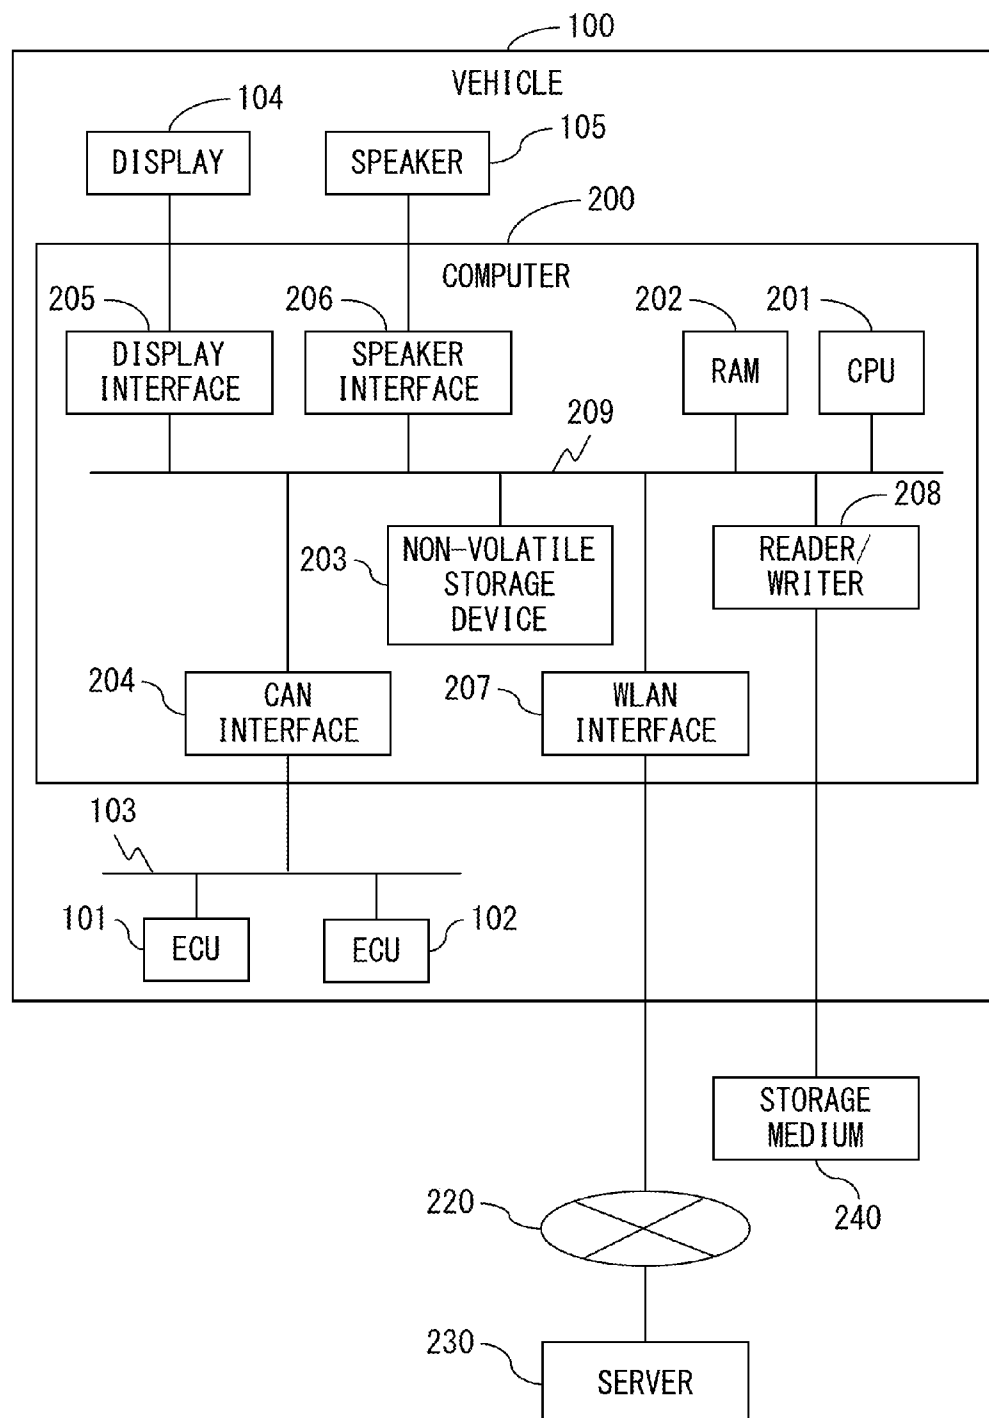 100
VEHICLE
104
105
DISPLAY
SPEAKER
200
COMPUTER
205
206
202
201
DISPLAY
INTERFACE
SPEAKER
INTERFACE
RAM
CPU
209
208
203
NON-VOLATILE
STORAGE
DEVICE
READER/
WRITER
204
CAN
INTERFACE
207
WLAN
INTERFACE
103
101
ECU
102
ECU
STORAGE
MEDIUM
220
240
230
SERVER